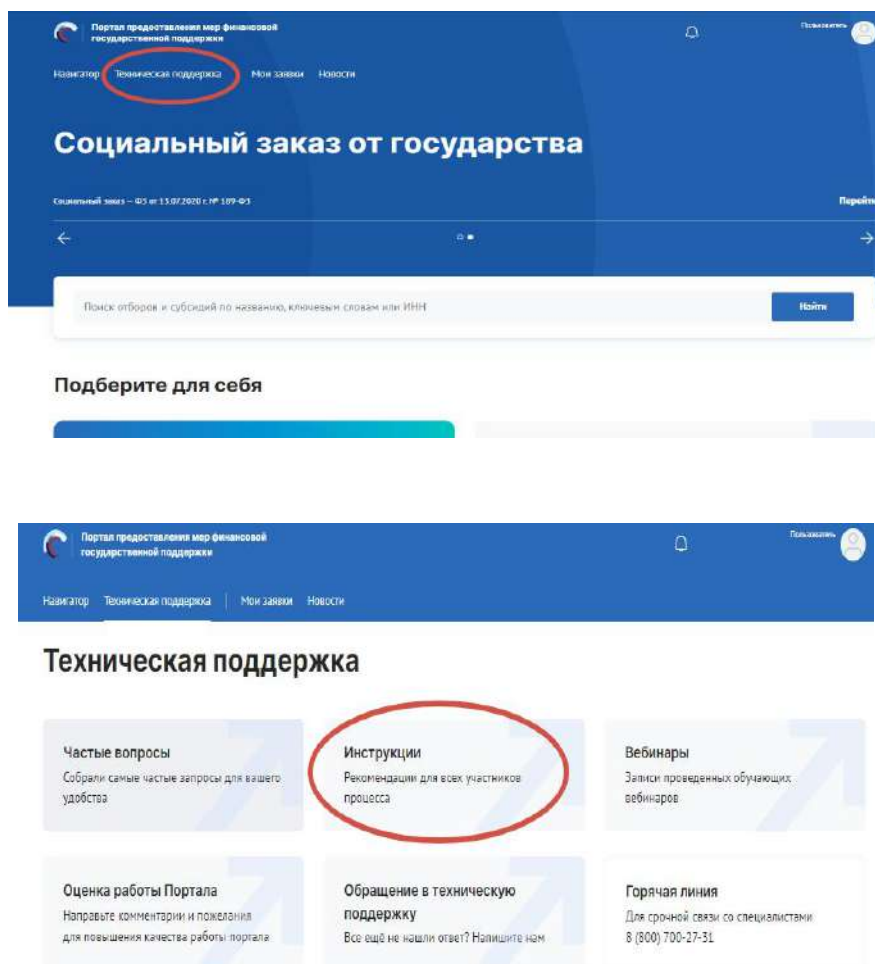 Портал предоставления мер финансовой
государственной поддержки
Пользователь
Навигатор Техническая поддержка Мои заявки Новости
Социальный заказ от государства
Социальный заказ – ФЗ от 13.07.2020 г. № 189-ФЗ
Перейти
Поиск отборов и субсидий по названию, ключевым словам или ИНН
Найти
Подберите для себя
Портал предоставления мер финансовой
государственной поддержки
Пользователь
Навигатор Техническая поддержка Мои заявки Новости
Техническая поддержка
Частые вопросы
Собрали самые частые запросы для вашего
удобства
Инструкции
Рекомендации для всех участников
процесса
Вебинары
Записи проведенных обучающих
вебинаров
Оценка работы Портала
Направьте комментарии и пожелания
для повышения качества работы портала
Обращение в техническую
поддержку
Все ещё не нашли ответ? Напишите нам
Горячая линия
Для срочной связи со специалистами
8 (800) 700-27-31